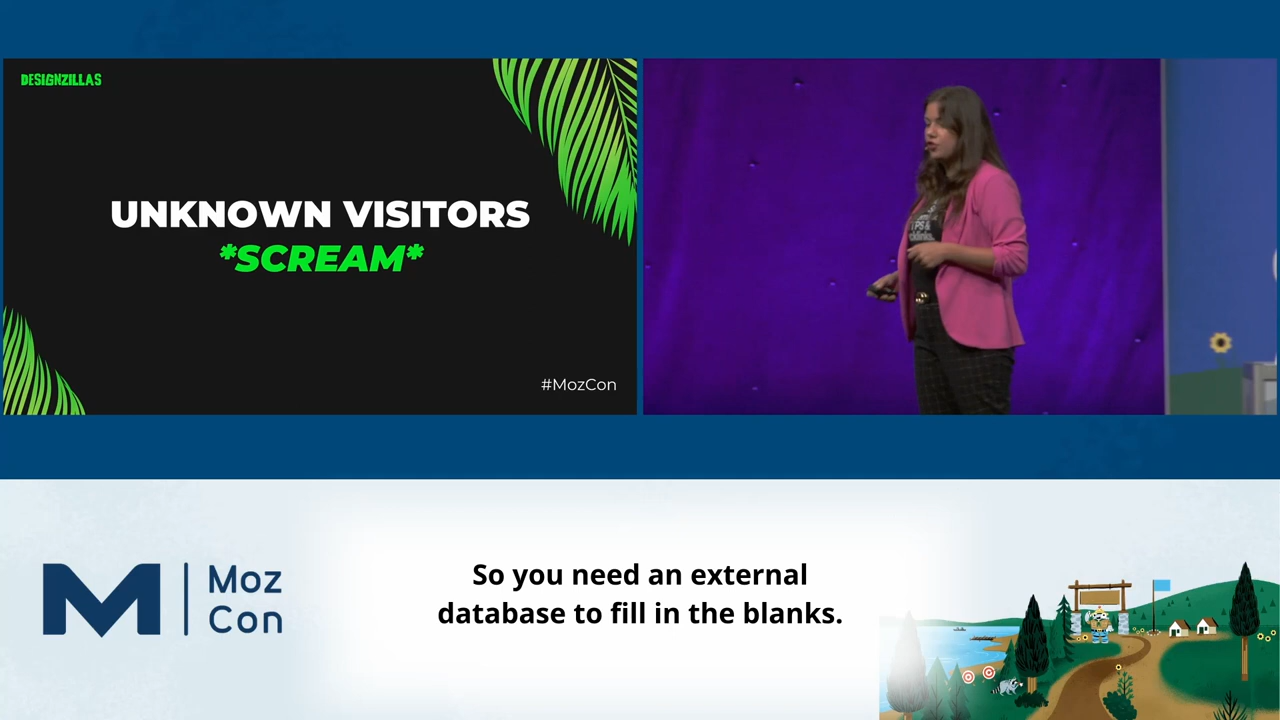 DESIGNZILLAS
UNKNOWN VISITORS
*SCREAM*
#MozCon
Moz
Con
So you need an external
database to fill in the blanks.